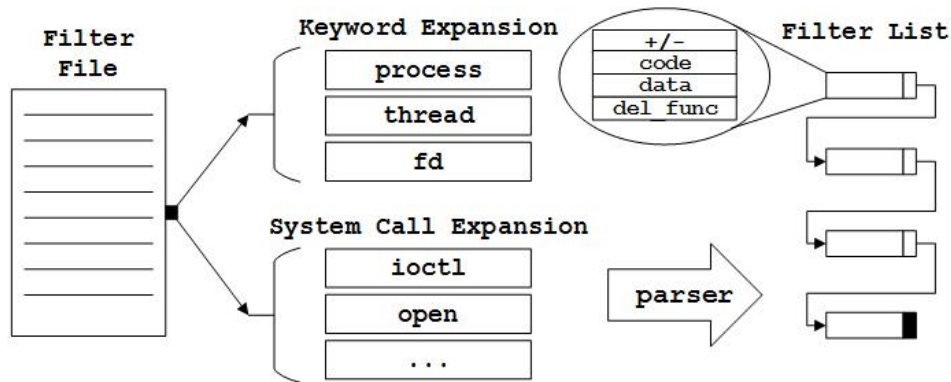 Filter
File
Keyword Expansion
process
thread
fd
System Call Expansion
ioctl
open
...
+/-
code
data
del_func
parser
Filter List